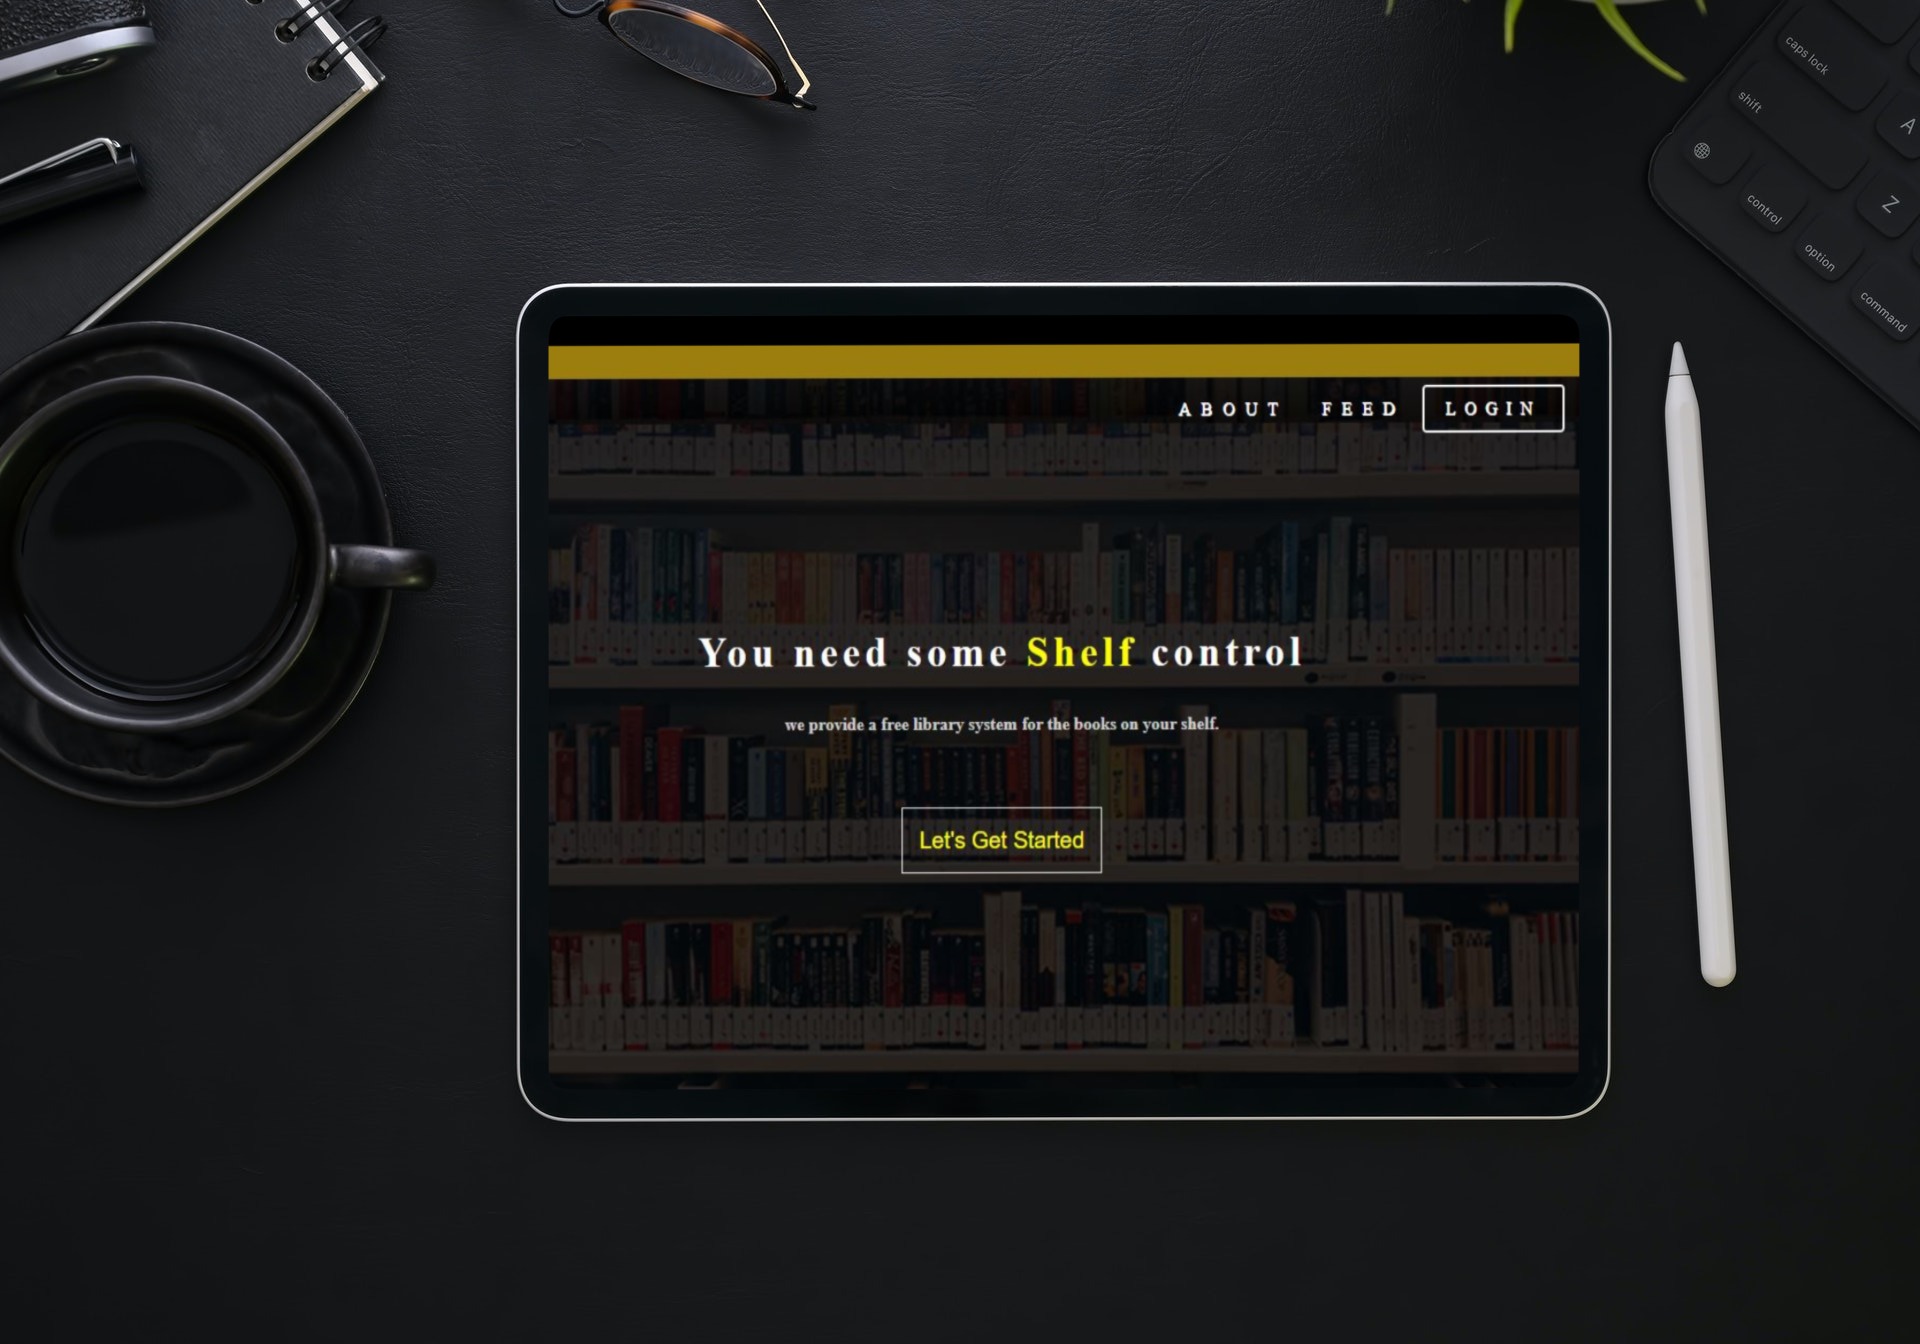 caps lock
shift
A
control
Z
option
command
ABOUT FEED LOGIN
You need some Shelf control
we provide a free library system for the books on your shelf.
Let's Get Started